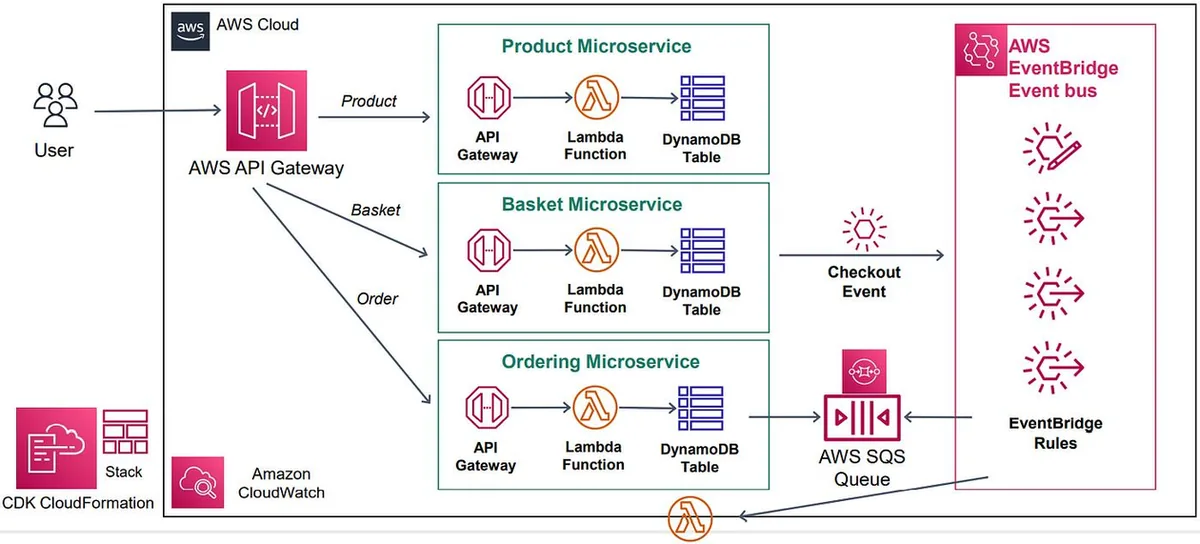 aws
AWS Cloud
User
AWS API Gateway
Product
Basket
Order
Product Microservice
API
Gateway
Lambda
Function
DynamoDB
Table
Basket Microservice
API
Gateway
Lambda
Function
DynamoDB
Table
Ordering Microservice
API
Gateway
Lambda
Function
DynamoDB
Table
Checkout
Event
AWS SQS
Queue
AWS
EventBridge
Event bus
EventBridge
Rules
Stack
CDK CloudFormation
Amazon
CloudWatch